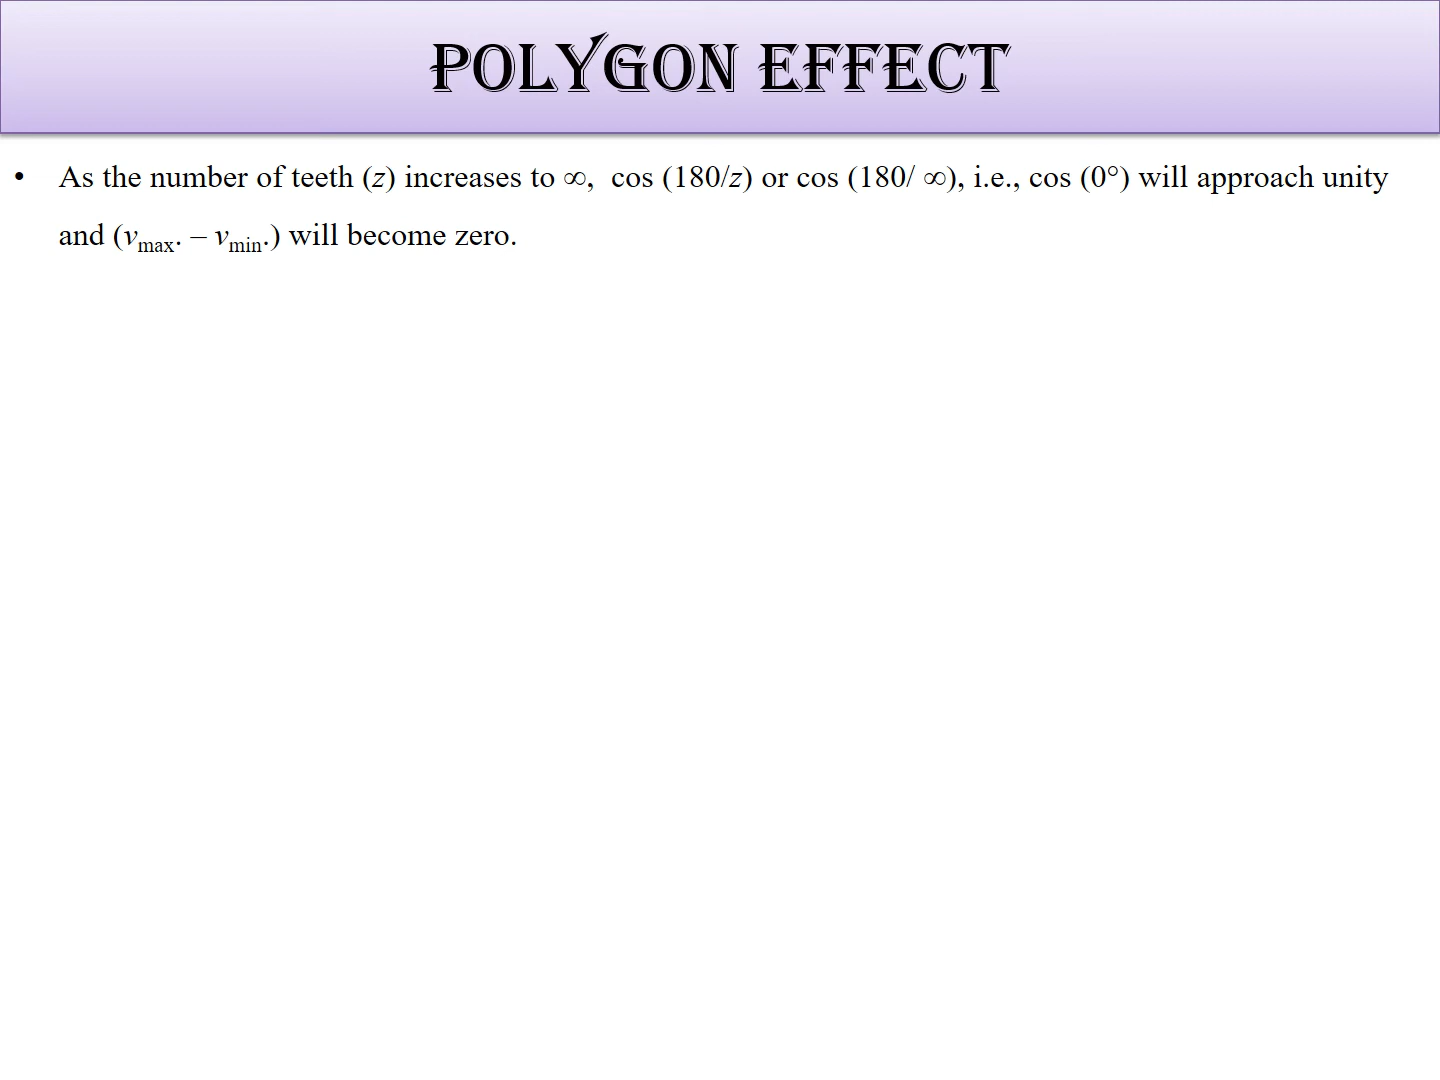 POLYGON EFFECT
• As the number of teeth (z) increases to ∞, cos (180/z) or cos (180/ ∞), i.e., cos (0°) will approach unity
and (vmax. – vmin.) will become zero.